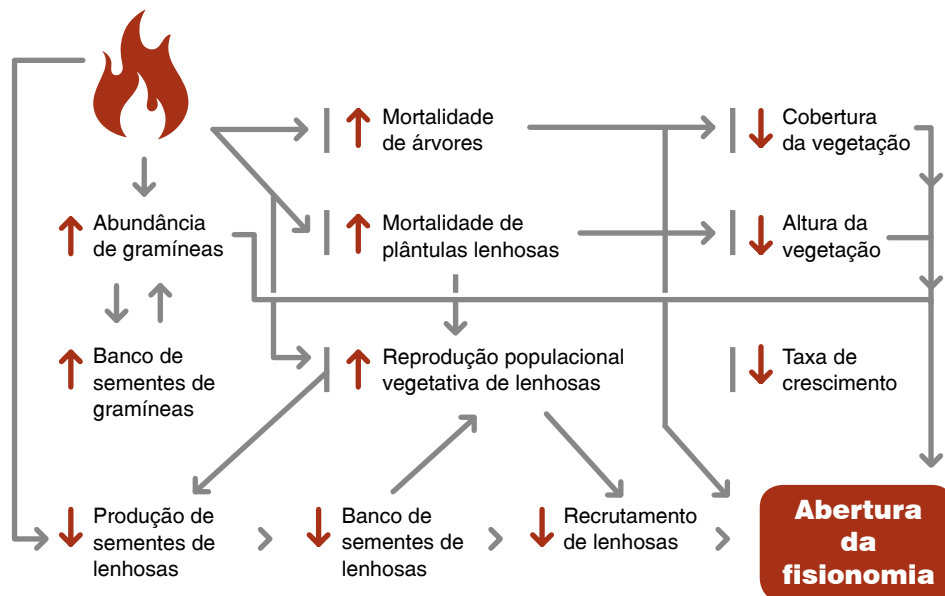 Mortalidade
de árvores
Cobertura
da vegetação
Abundância
de gramíneas
Mortalidade de
plântulas lenhosas
Altura da
vegetação
Banco de
sementes de
gramíneas
Reprodução populacional
vegetativa de lenhosas
Taxa de
crescimento
Produção de
sementes de
lenhosas
Banco de
sementes de
lenhosas
Recrutamento
de lenhosas
Abertura
da
fisionomia